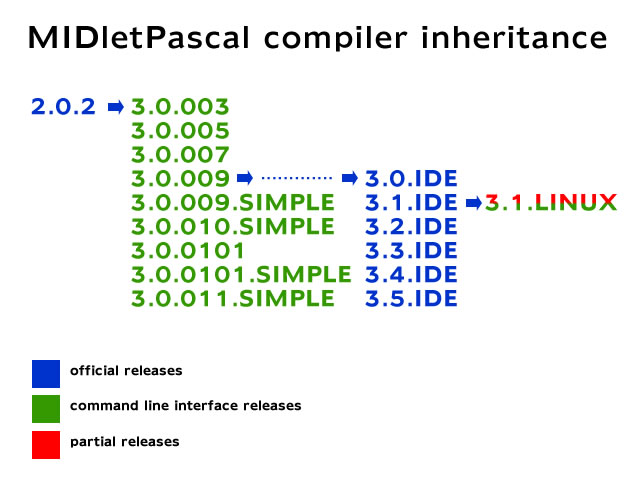 MIDletPascal compiler inheritance
2.0.2 3.0.003
3.0.005
3.0.007
3.0.009 3.0.IDE
3.0.009.SIMPLE 3.1.IDE 3.1.LINUX
3.0.010.SIMPLE 3.2.IDE
3.0.0101 3.3.IDE
3.0.0101.SIMPLE 3.4.IDE
3.0.011.SIMPLE 3.5.IDE
official releases
command line interface releases
partial releases